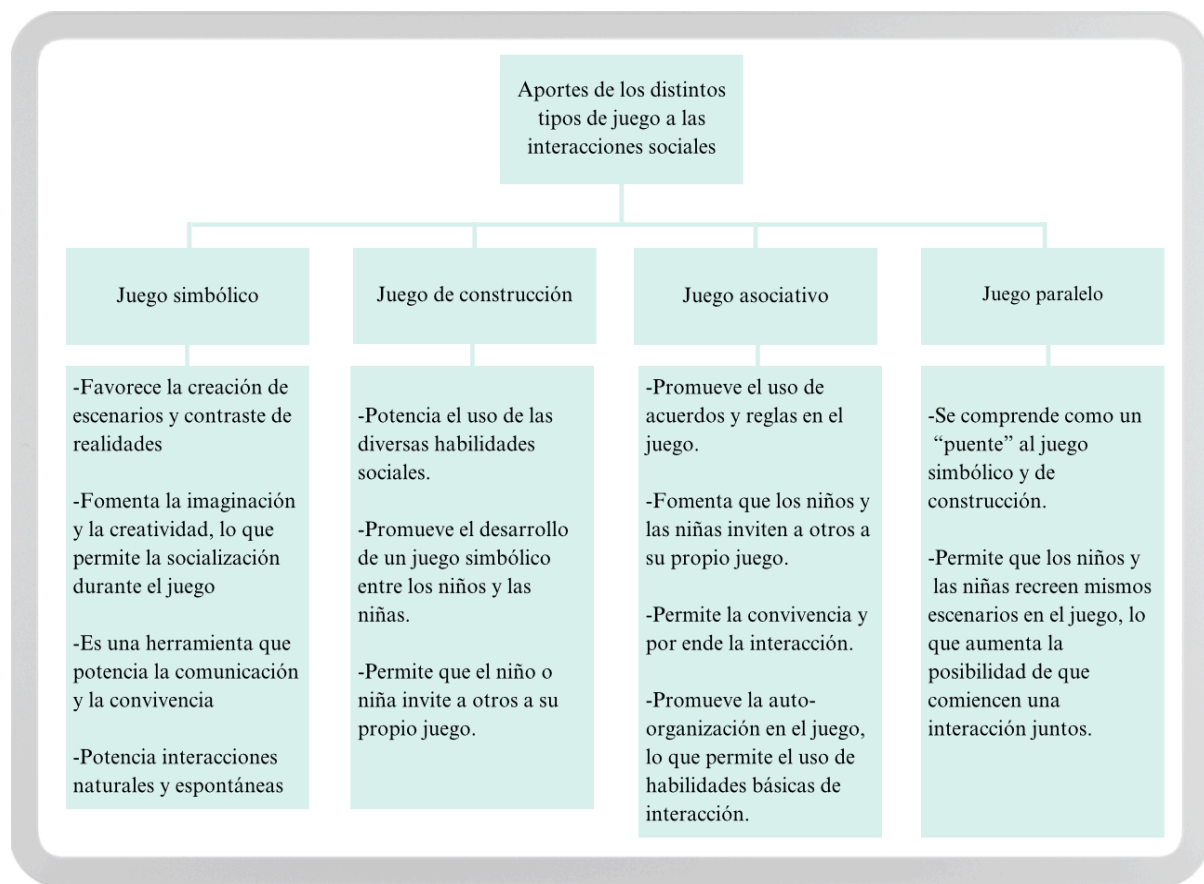 Aportes de los distintos
tipos de juego a las
interacciones sociales
Juego simbólico
Juego de construcción
Juego asociativo
Juego paralelo
-Favorece la creación de
escenarios y contraste de
realidades
-Fomenta la imaginación
y la creatividad, lo que
permite la socialización
durante el juego
-Es una herramienta que
potencia la comunicación
y la convivencia
-Potencia interacciones
naturales y espontáneas
-Potencia el uso de las
diversas habilidades
sociales.
-Promueve el desarrollo
de un juego simbólico
entre los niños y las
niñas.
-Permite que el niño o
niña invite a otros a su
propio juego.
-Promueve el uso de
acuerdos y reglas en el
juego.
-Fomenta que los niños y
las niñas inviten a otros a
su propio juego.
-Permite la convivencia y
por ende la interacción.
-Promueve la auto-
organización en el juego,
lo que permite el uso de
habilidades básicas de
interacción.
-Se comprende como un
“puente” al juego
simbólico y de
construcción.
-Permite que los niños y
las niñas recreen mismos
escenarios en el juego, lo
que aumenta la
posibilidad de que
comiencen una
interacción juntos.